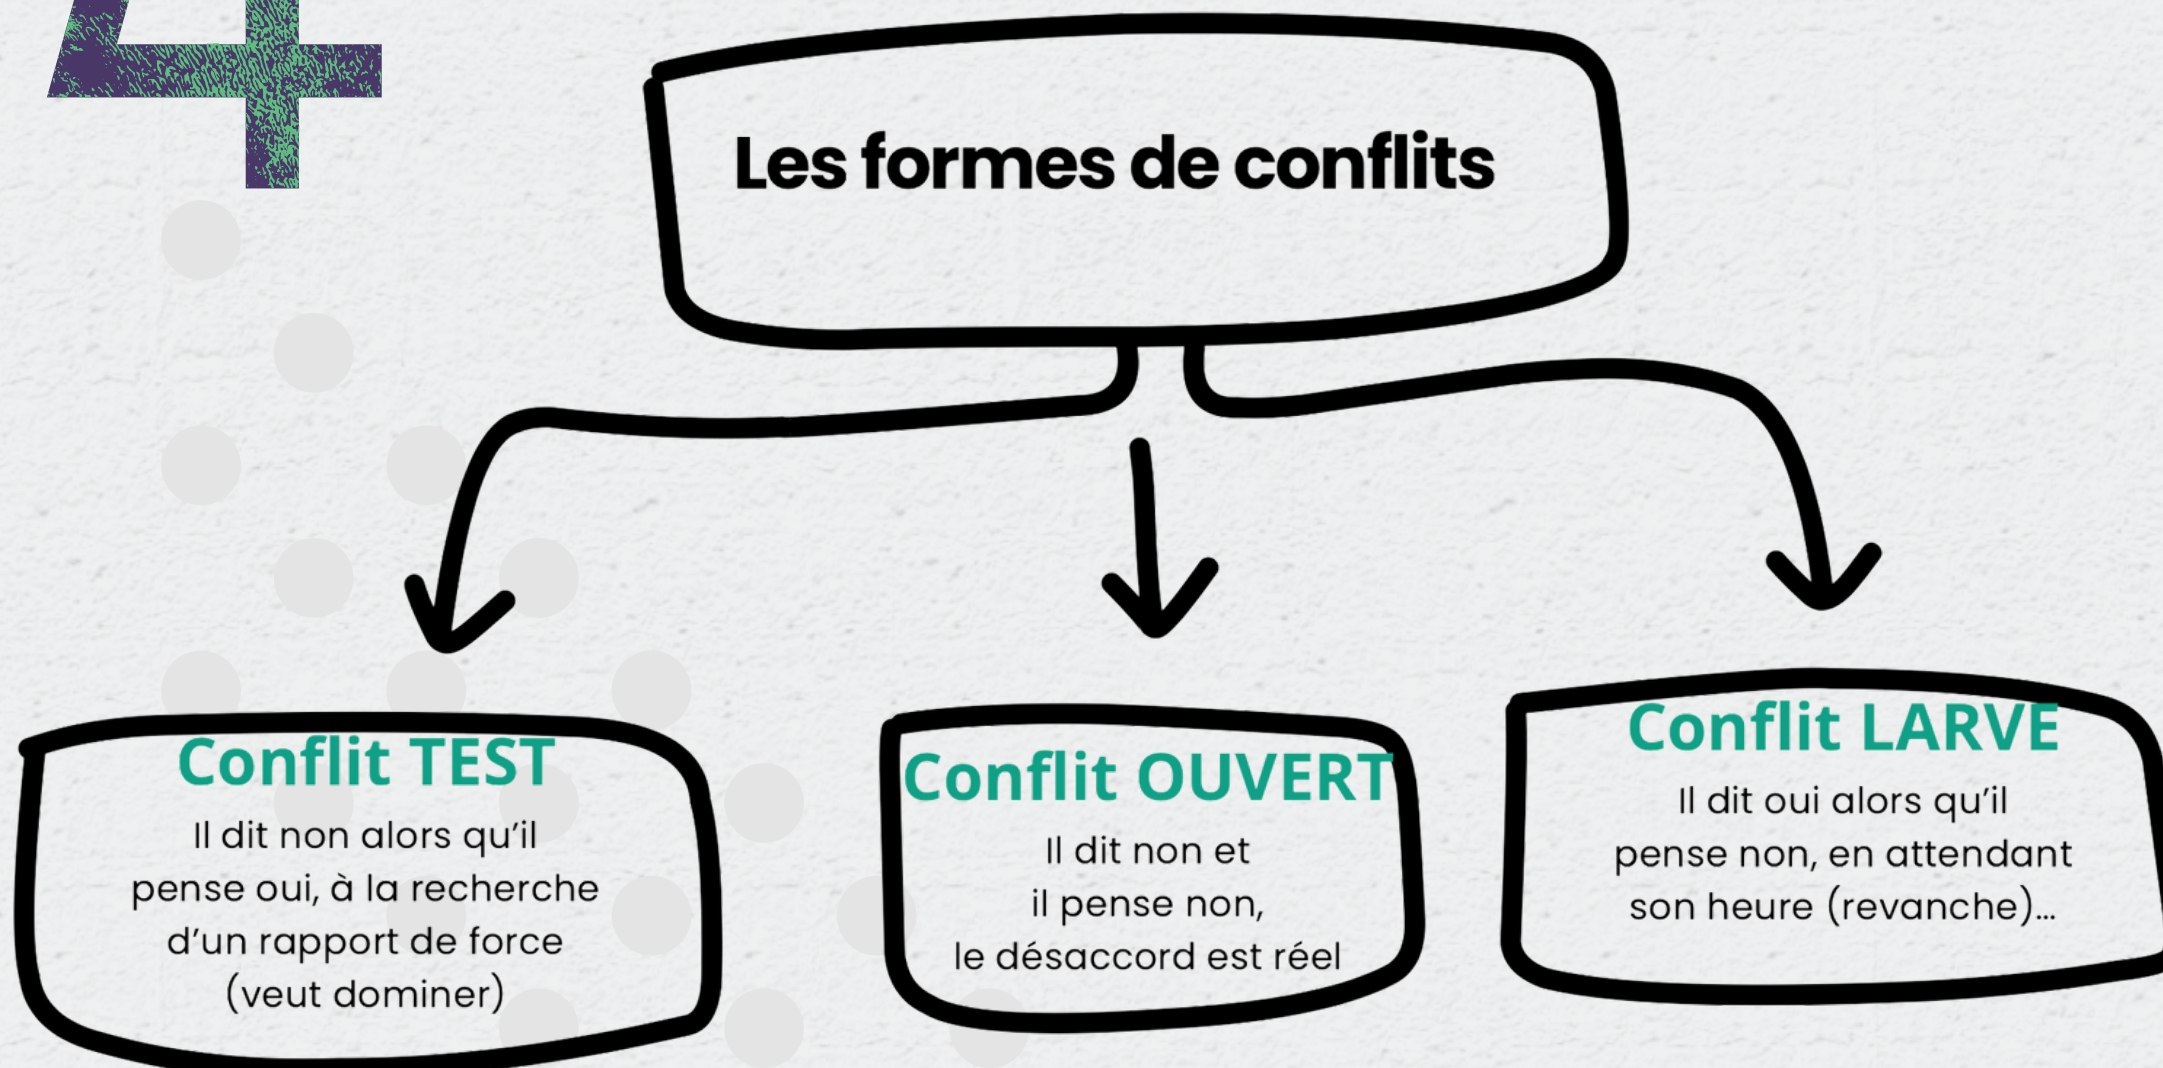 4
Les formes de conflits
Conflit TEST
Il dit non alors qu’il
pense oui, à la recherche
d’un rapport de force
(veut dominer)
Conflit OUVERT
Il dit non et
il pense non,
le désaccord est réel
Conflit LARVE
Il dit oui alors qu’il
pense non, en attendant
son heure (revanche)...